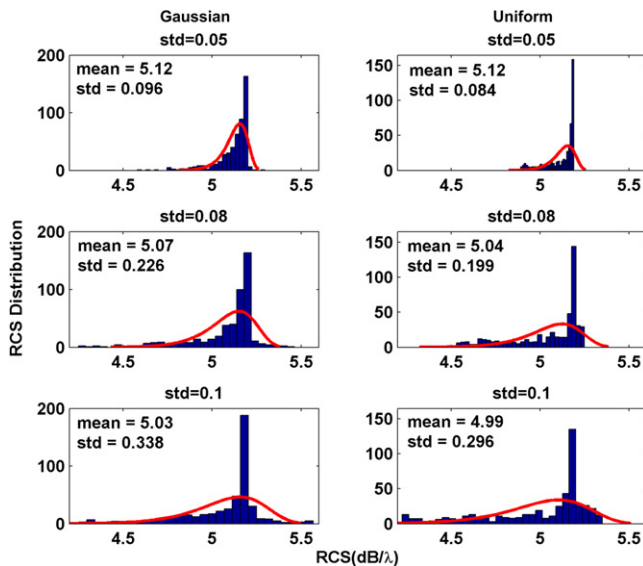 Gaussian
Uniform
std=0.05
std=0.05
200
150
100
50
0
mean = 5.12
std = 0.096
4.5
5
5.5
150
100
50
0
mean = 5.12
std = 0.084
4.5
5
5.5
RCS Distribution
std=0.08
std=0.08
200
100
0
mean = 5.07
std = 0.226
4.5
5
5.5
150
100
50
0
mean = 5.04
std = 0.199
4.5
5
5.5
std=0.1
std=0.1
200
100
0
mean = 5.03
std = 0.338
4.5
5
5.5
150
100
50
0
mean = 4.99
std = 0.296
4.5
5
5.5
RCS(dB/λ)